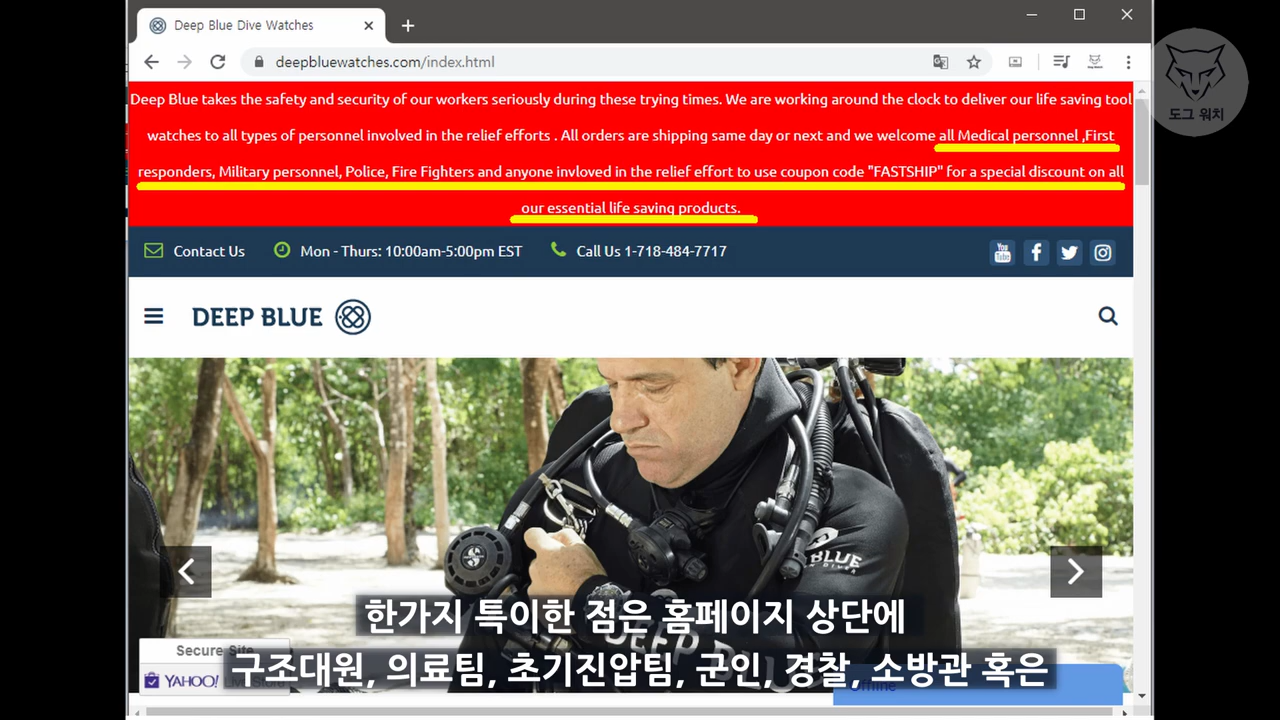 Deep Blue Dive Watches
deepbluewatches.com/index.html
도그 워치
Deep Blue takes the safety and security of our workers seriously during these trying times. We are working around the clock to deliver our life saving tool
watches to all types of personnel involved in the relief efforts . All orders are shipping same day or next and we welcome all Medical personnel ,First
responders, Military personnel, Police, Fire Fighters and anyone invloved in the relief effort to use coupon code "FASTSHIP" for a special discount on all
our essential life saving products.
Contact Us Mon - Thurs: 10:00am-5:00pm EST Call Us 1-718-484-7717
You Tube
DEEP BLUE
BLUE
DEEP BLU
한가지 특이한 점은 홈페이지 상단에
Secure Site
구조대원, 의료팀, 초기진압팀, 군인, 경찰, 소방관 혹은
YAHOO!